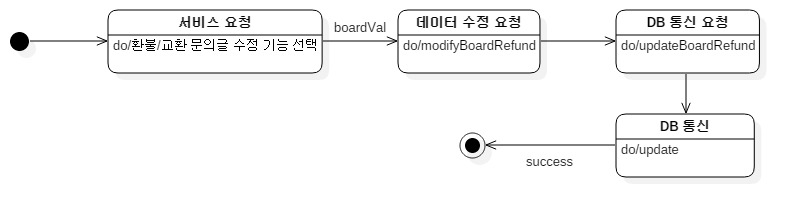 서비스 요청
do/환불/교환 문의글 수정 기능 선택
boardVal
데이터 수정 요청
do/modifyBoardRefund
DB 통신 요청
do/updateBoardRefund
DB 통신
do/update
success